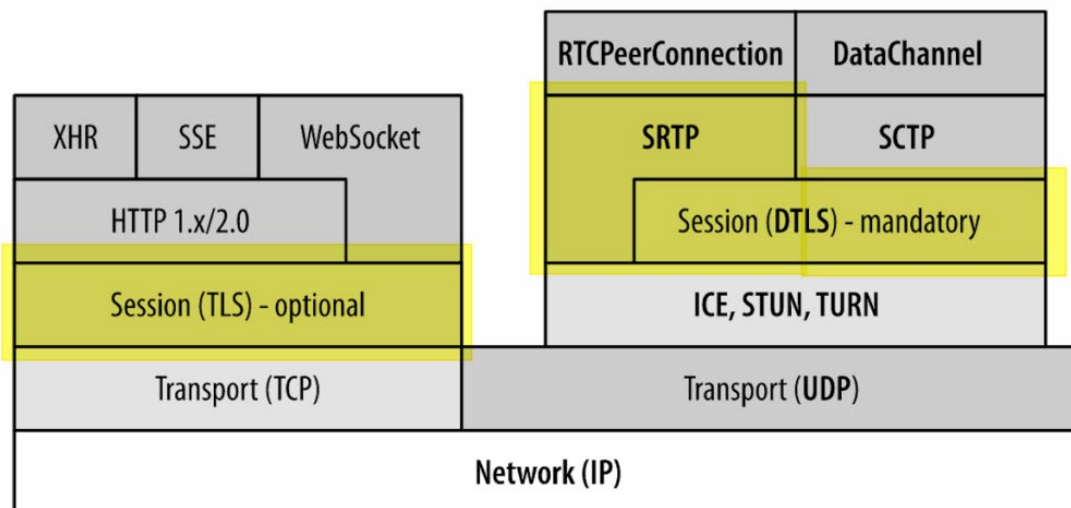 RTCPeerConnection DataChannel
XHR SSE WebSocket SRTP SCTP
HTTP 1.x/2.0 Session (DTLS) - mandatory
Session (TLS) - optional ICE, STUN, TURN
Transport (TCP) Transport (UDP)
Network (IP)